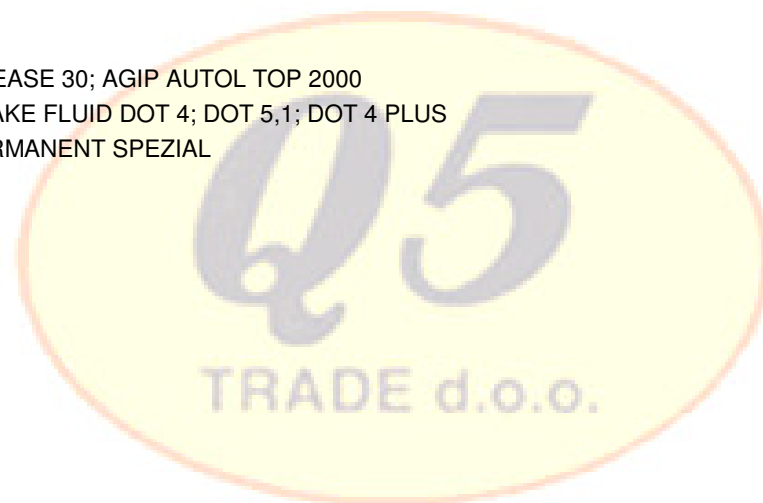 EASE 30; AGIP AUTOL TOP 2000
AKE FLUID DOT 4; DOT 5,1; DOT 4 PLUS
RMANENT SPEZIAL
Q5
TRADE d.o.o.